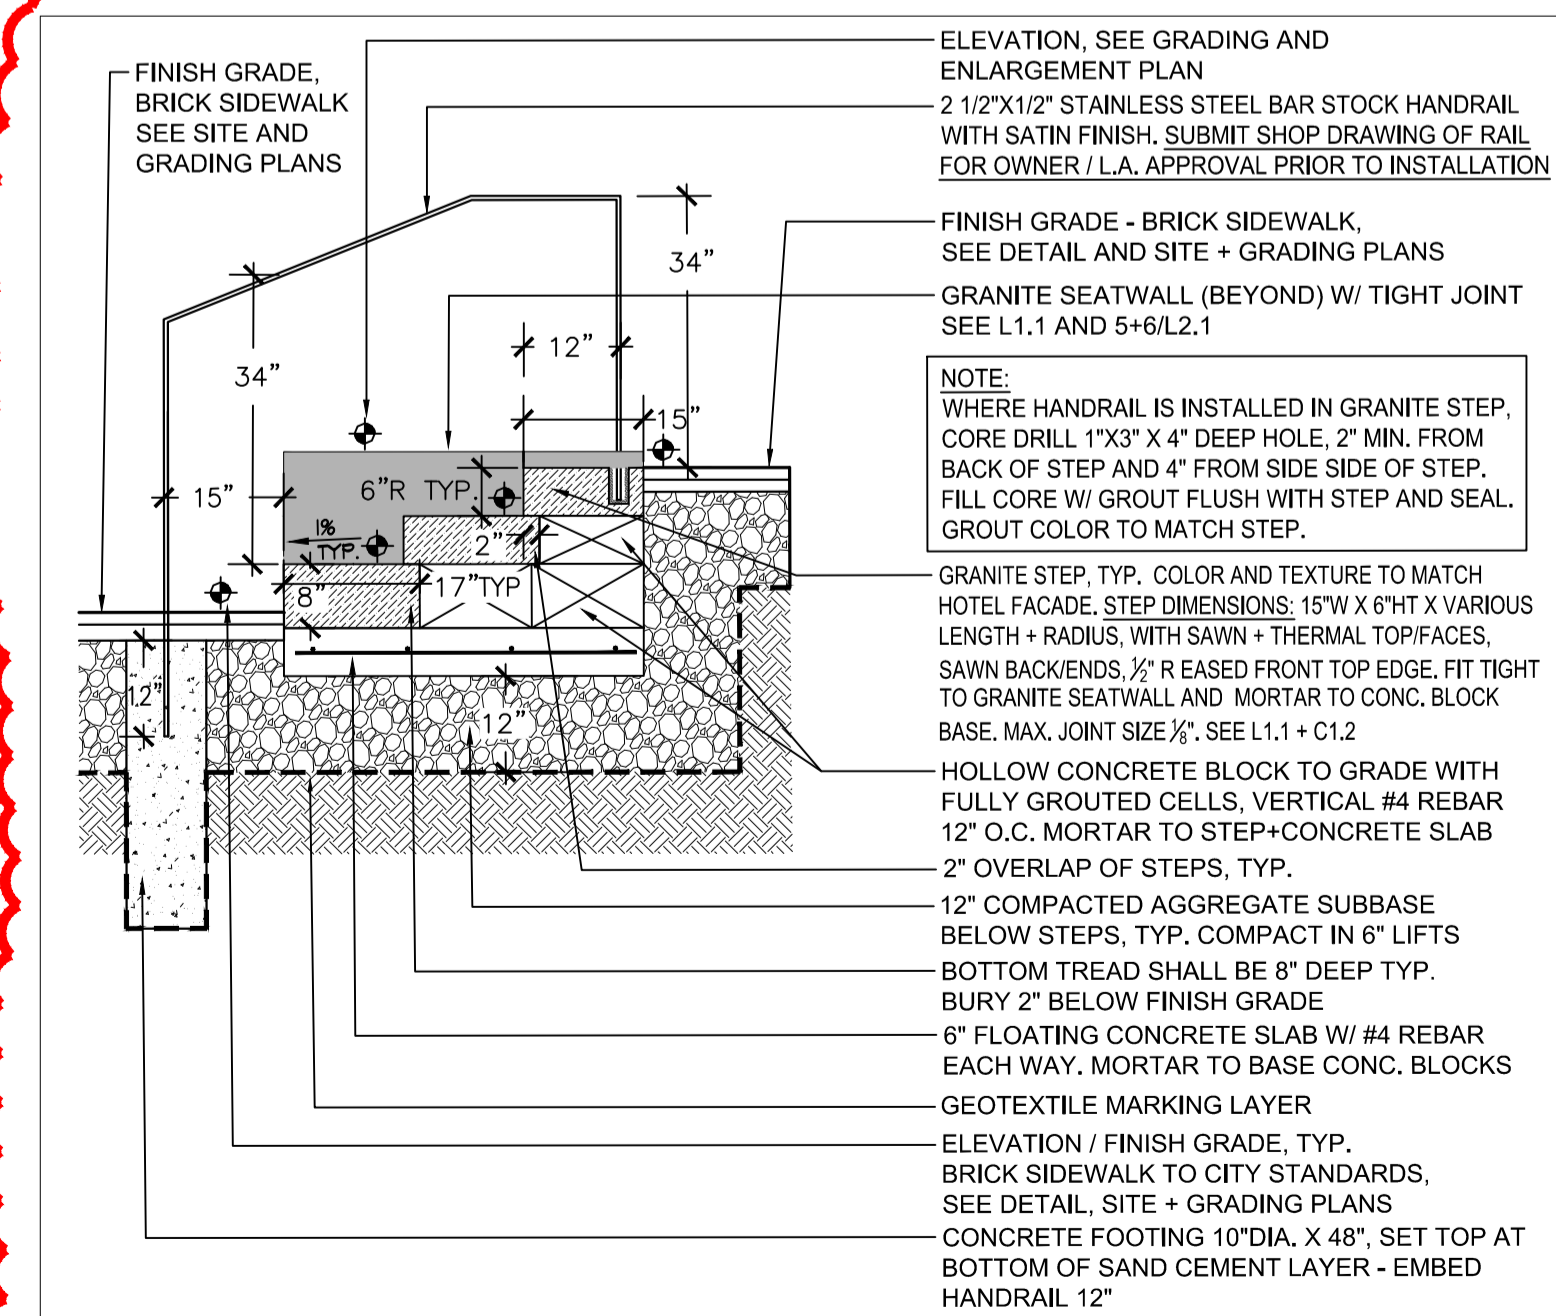 FINISH GRADE,
BRICK SIDEWALK
SEE SITE AND
GRADING PLANS
ELEVATION, SEE GRADING AND
ENLARGEMENT PLAN
2 1/2"X1/2" STAINLESS STEEL BAR STOCK HANDRAIL
WITH SATIN FINISH. SUBMIT SHOP DRAWING OF RAIL
FOR OWNER / L.A. APPROVAL PRIOR TO INSTALLATION
FINISH GRADE - BRICK SIDEWALK,
SEE DETAIL AND SITE + GRADING PLANS
GRANITE SEATWALL (BEYOND) W/ TIGHT JOINT
SEE L1.1 AND 5+6/L2.1
NOTE:
WHERE HANDRAIL IS INSTALLED IN GRANITE STEP,
CORE DRILL 1"X3" X 4" DEEP HOLE, 2" MIN. FROM
BACK OF STEP AND 4" FROM SIDE SIDE OF STEP.
FILL CORE W/ GROUT FLUSH WITH STEP AND SEAL.
GROUT COLOR TO MATCH STEP.
GRANITE STEP, TYP. COLOR AND TEXTURE TO MATCH
HOTEL FACADE. STEP DIMENSIONS: 15"W X 6"HT X VARIOUS
LENGTH + RADIUS, WITH SAWN + THERMAL TOP/FACES,
SAWN BACK/ENDS, 1/2" R EASED FRONT TOP EDGE. FIT TIGHT
TO GRANITE SEATWALL AND MORTAR TO CONC. BLOCK
BASE. MAX. JOINT SIZE 1/8". SEE L1.1 + C1.2
HOLLOW CONCRETE BLOCK TO GRADE WITH
FULLY GROUTED CELLS, VERTICAL #4 REBAR
12" O.C. MORTAR TO STEP+CONCRETE SLAB
2" OVERLAP OF STEPS, TYP.
12" COMPACTED AGGREGATE SUBBASE
BELOW STEPS, TYP. COMPACT IN 6" LIFTS
BOTTOM TREAD SHALL BE 8" DEEP TYP.
BURY 2" BELOW FINISH GRADE
6" FLOATING CONCRETE SLAB W/ #4 REBAR
EACH WAY. MORTAR TO BASE CONC. BLOCKS
GEOTEXTILE MARKING LAYER
ELEVATION / FINISH GRADE, TYP.
BRICK SIDEWALK TO CITY STANDARDS,
SEE DETAIL, SITE + GRADING PLANS
CONCRETE FOOTING 10"DIA. X 48", SET TOP AT
BOTTOM OF SAND CEMENT LAYER - EMBED
HANDRAIL 12"
34"
12"
34"
15"
15"
6"R TYP.
1%
TYP.
2"
8"
17"TYP
12"
12"